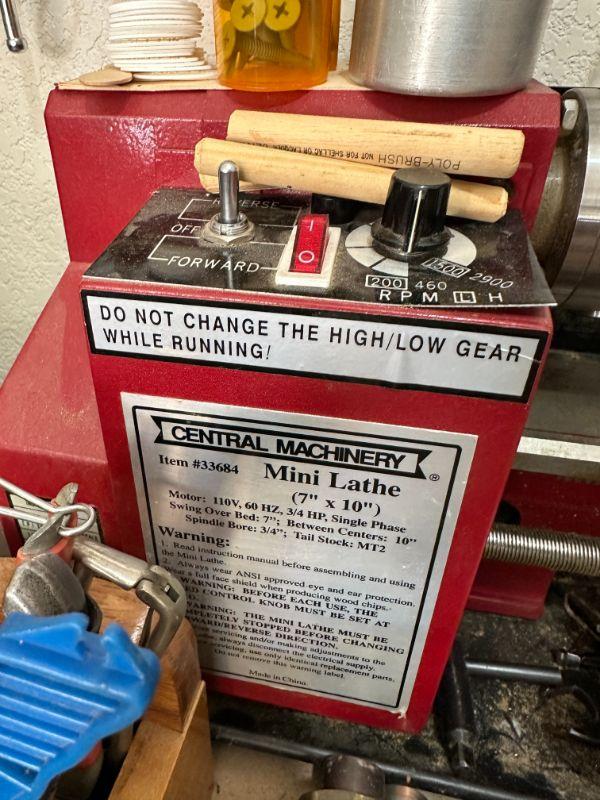 POLY-BRUSH NOT FOR SHELLAC OR LACQUER
REVERSE
OFF
FORWARD
I
O
1500 2900
200 460
RPM L H
DO NOT CHANGE THE HIGH/LOW GEAR
WHILE RUNNING!
CENTRAL MACHINERY ®
Item #33684 Mini Lathe
(7" x 10")
Motor: 110V, 60 HZ, 3/4 HP, Single Phase
Swing Over Bed: 7"; Between Centers: 10"
Spindle Bore: 3/4"; Tail Stock: MT2
Warning:
1. Read instruction manual before assembling and using
the Mini Lathe.
2. Always wear ANSI approved eye and ear protection.
Wear a full face shield when producing wood chips.
WARNING: BEFORE EACH USE, THE
CONTROL KNOB MUST BE SET AT
WARNING: THE MINI LATHE MUST BE
COMPLETELY STOPPED BEFORE CHANGING
FORWARD/REVERSE DIRECTION.
servicing and/or making adjustments to the
always disconnect the electrical supply.
servicing, use only identical replacement parts.
Do not remove this warning label.
Made in China.